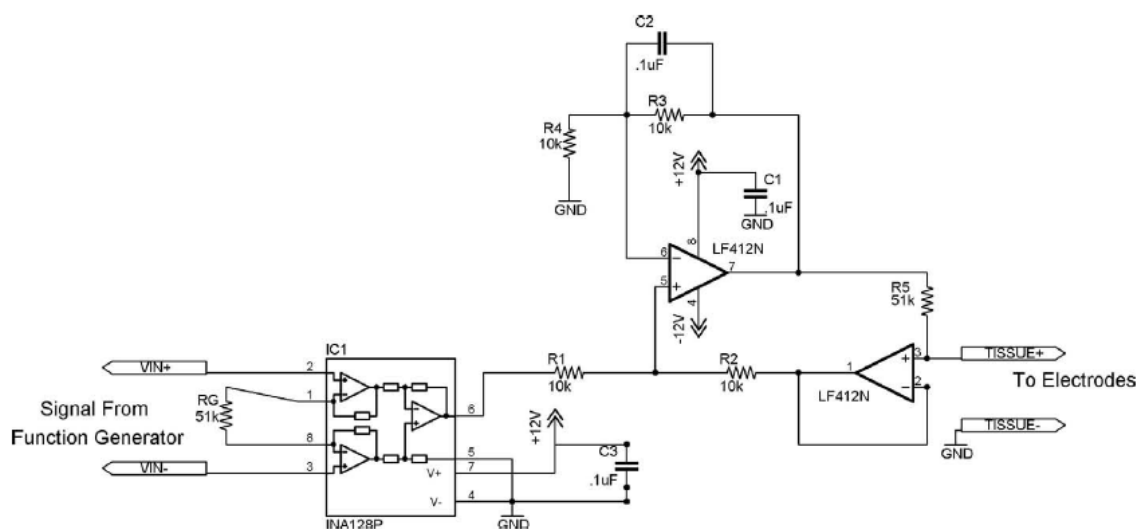 C2
.1uF
R3
10k
R4
10k
GND
+12V
C1
.1uF
GND
LF412N
6
5
8
4
7
-12V
R5
51k
IC1
VIN+
2
1
RG
51k
8
3
VIN-
Signal From
Function Generator
6
5
7
4
V+
V-
INA128P
R1
10k
R2
10k
+12V
C3
.1uF
GND
1
3
2
LF412N
TISSUE+
To Electrodes
TISSUE-
GND